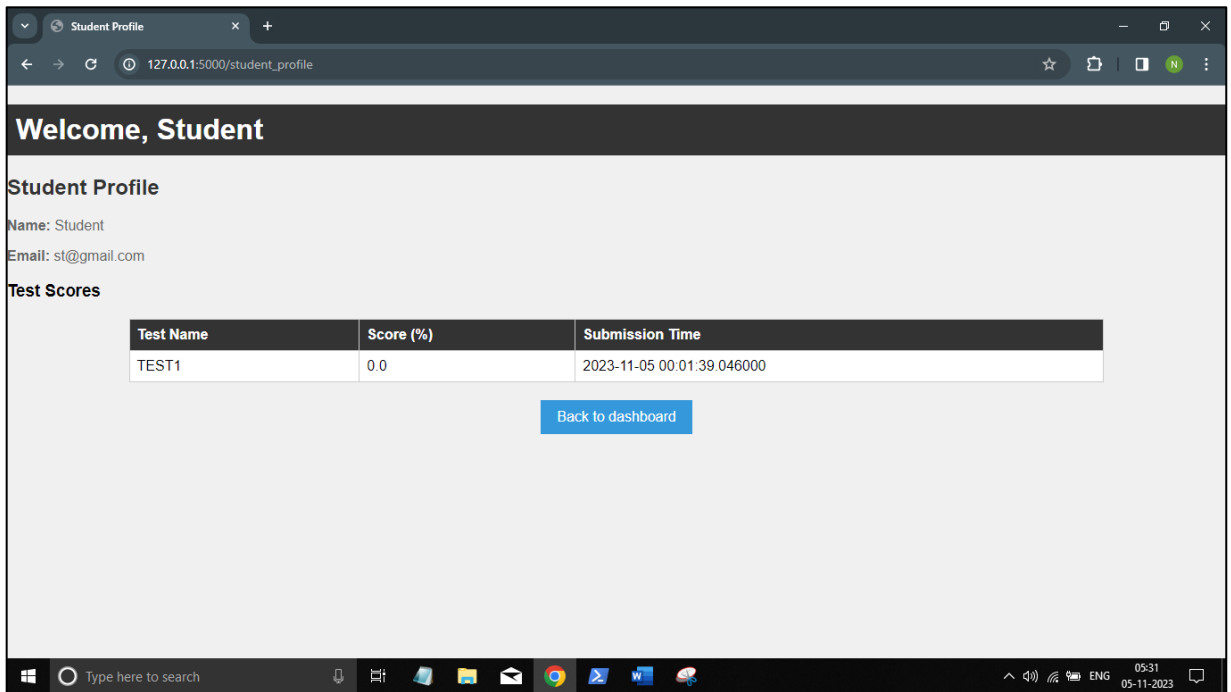 Student Profile
127.0.0.1:5000/student_profile
N
Welcome, Student
Student Profile
Name: Student
Email: st@gmail.com
Test Scores
Test Name Score (%) Submission Time
TEST1 0.0 2023-11-05 00:01:39.046000
Back to dashboard
Type here to search
W
ENG
05:31
05-11-2023